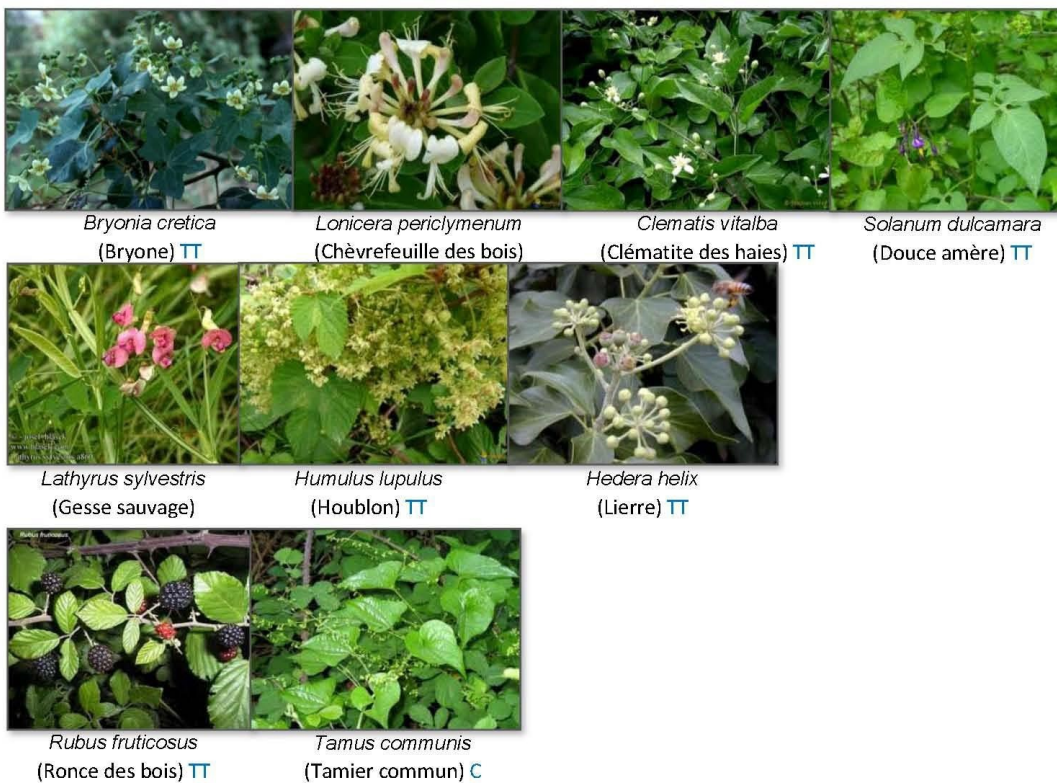 Bryonia cretica
(Bryone) TT
Lonicera periclymenum
(Chèvrefeuille des bois)
Clematis vitalba
(Clématite des haies) TT
Solanum dulcamara
(Douce amère) TT
Lathyrus sylvestris
(Gesse sauvage)
Humulus lupulus
(Houblon) TT
Hedera helix
(Lierre) TT
Rubus fruticosus
Rubus fruticosus
(Ronce des bois) TT
Tamus communis
(Tamier commun) C